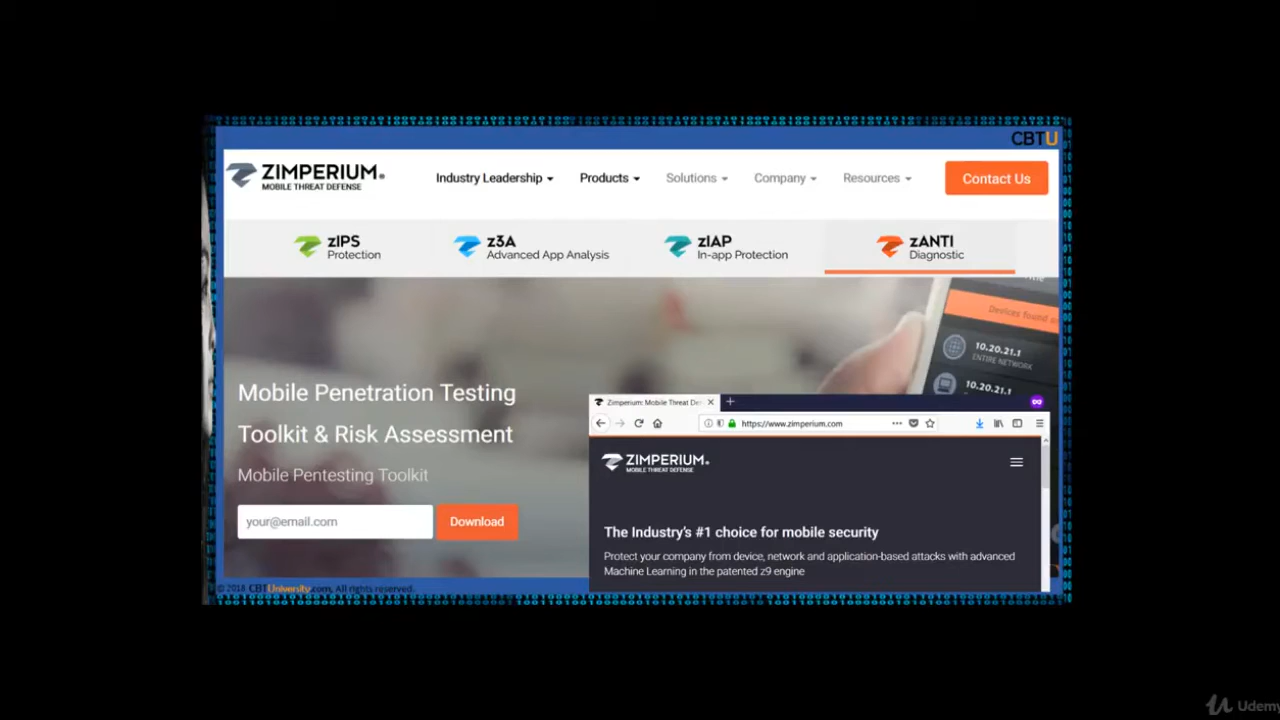 CBTU
ZIMPERIUM®
MOBILE THREAT DEFENSE
Industry Leadership
Products
Solutions
Company
Resources
Contact Us
zIPS
Protection
z3A
Advanced App Analysis
zIAP
In-app Protection
zANTI
Diagnostic
Devices found
10.20.21.1
ENTIRE NETWORK
10.20.21.1
Mobile Penetration Testing
Toolkit & Risk Assessment
Mobile Pentesting Toolkit
your@email.com
Download
Zimperium: Mobile Threat De
https://www.zimperium.com
ZIMPERIUM®
MOBILE THREAT DEFENSE
The Industry's #1 choice for mobile security
Protect your company from device, network and application-based attacks with advanced
Machine Learning in the patented z9 engine
© 2018 CBTUniversity.com, All rights reserved.
Udemy